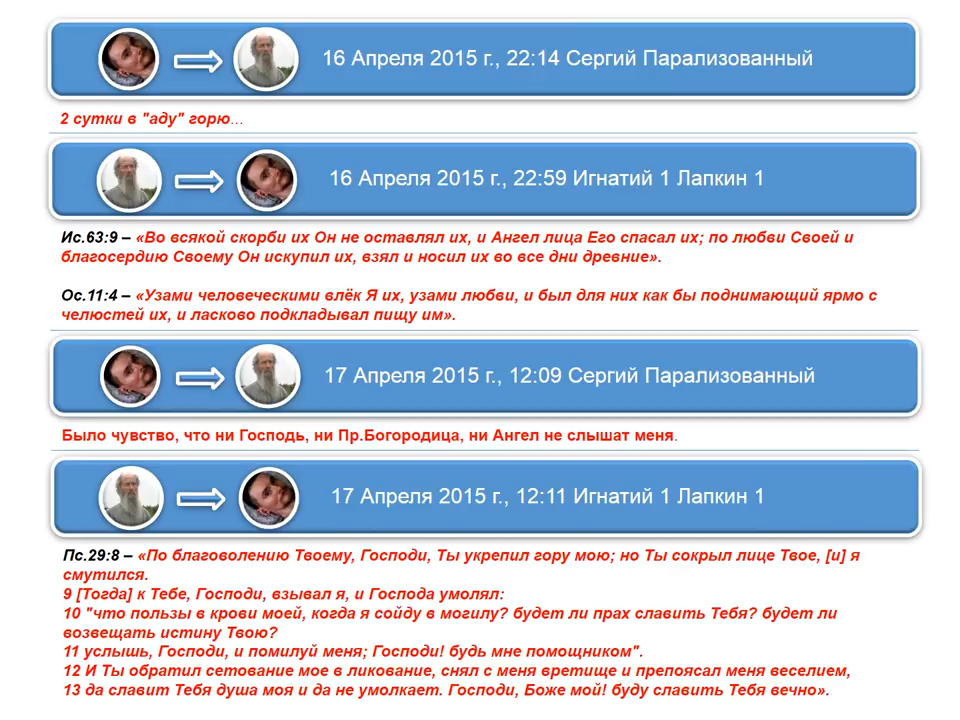 16 Апреля 2015 г., 22:14 Сергий Парализованный
2 сутки в "аду" горю...
16 Апреля 2015 г., 22:59 Игнатий 1 Лапкин 1
Ис.63:9 – «Во всякой скорби их Он не оставлял их, и Ангел лица Его спасал их; по любви Своей и
благосердию Своему Он искупил их, взял и носил их во все дни древние».
Ос.11:4 – «Узами человеческими влёк Я их, узами любви, и был для них как бы поднимающий ярмо с
челюстей их, и ласково подкладывал пищу им».
17 Апреля 2015 г., 12:09 Сергий Парализованный
Было чувство, что ни Господь, ни Пр.Богородица, ни Ангел не слышат меня.
17 Апреля 2015 г., 12:11 Игнатий 1 Лапкин 1
Пс.29:8 – «По благоволению Твоему, Господи, Ты укрепил гору мою; но Ты сокрыл лице Твое, [и] я
смутился.
9 [Тогда] к Тебе, Господи, взывал я, и Господа умолял:
10 "что пользы в крови моей, когда я сойду в могилу? будет ли прах славить Тебя? будет ли
возвещать истину Твою?
11 услышь, Господи, и помилуй меня; Господи! будь мне помощником".
12 И Ты обратил сетование мое в ликование, снял с меня вретище и препоясал меня веселием,
13 да славит Тебя душа моя и да не умолкает. Господи, Боже мой! буду славить Тебя вечно».